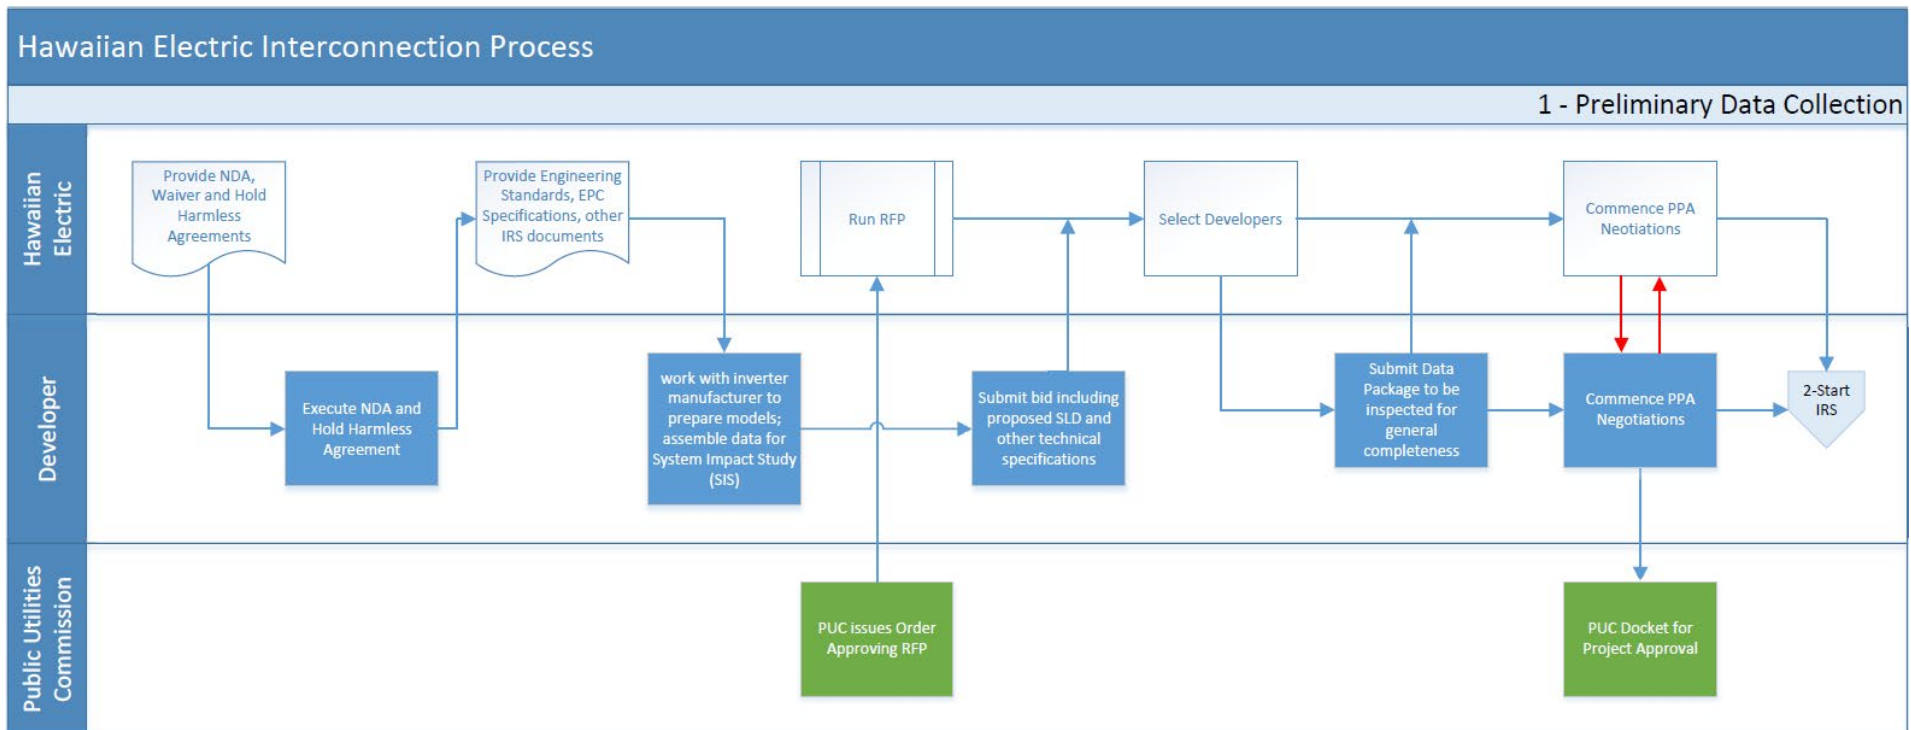 Hawaiian Electric Interconnection Process
1 - Preliminary Data Collection
Hawaiian
Electric
Provide NDA,
Waiver and Hold
Harmless
Agreements
Provide Engineering
Standards, EPC
Specifications, other
IRS documents
Run RFP
Select Developers
Commence PPA
Neotiations
Developer
Execute NDA and
Hold Harmless
Agreement
work with inverter
manufacturer to
prepare models;
assemble data for
System Impact Study
(SIS)
Submit bid including
proposed SLD and
other technical
specifications
Submit Data
Package to be
inspected for
general
completeness
Commence PPA
Negotiations
2-Start
IRS
Public Utilities
Commission
PUC issues Order
Approving RFP
PUC Docket for
Project Approval